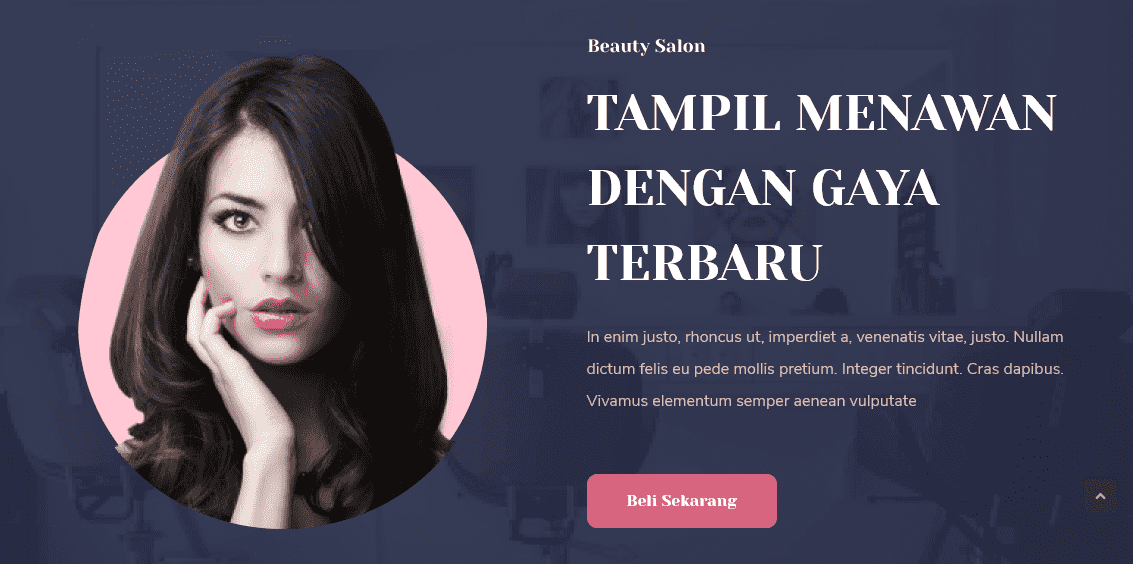 Beauty Salon
TAMPIL MENAWAN
DENGAN GAYA
TERBARU
In enim justo, rhoncus ut, imperdiet a, venenatis vitae, justo. Nullam
dictum felis eu pede mollis pretium. Integer tincidunt. Cras dapibus.
Vivamus elementum semper aenean vulputate
Beli Sekarang